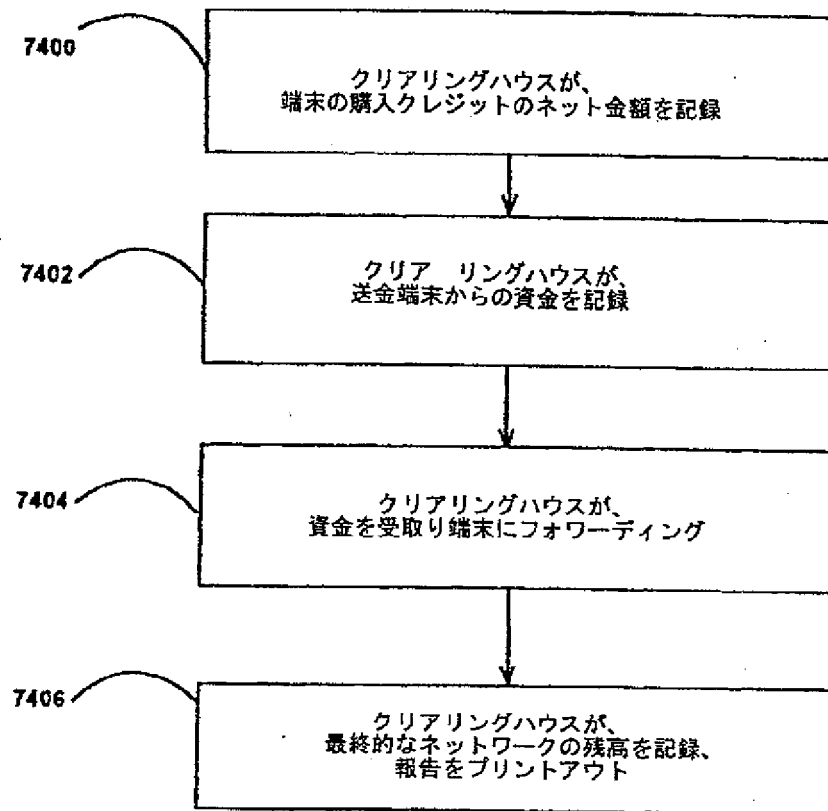 7400
クリアリングハウスが、
端末の購入クレジットのネット金額を記録
7402
クリア リングハウスが、
送金端末からの資金を記録
7404
クリアリングハウスが、
資金を受取り端末にフォワーディング
7406
クリアリングハウスが、
最終的なネットワークの残高を記録、
報告をプリントアウト